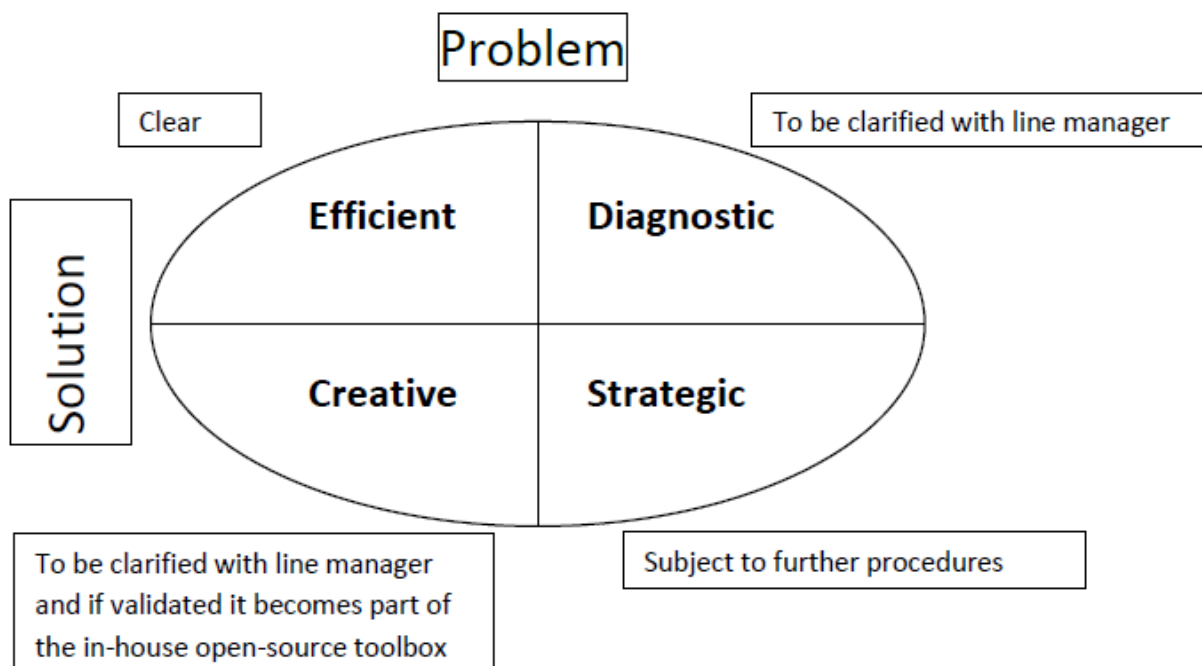 Problem
Clear
To be clarified with line manager
Efficient
Diagnostic
Solution
Creative
Strategic
To be clarified with line manager
and if validated it becomes part of
the in-house open-source toolbox
Subject to further procedures